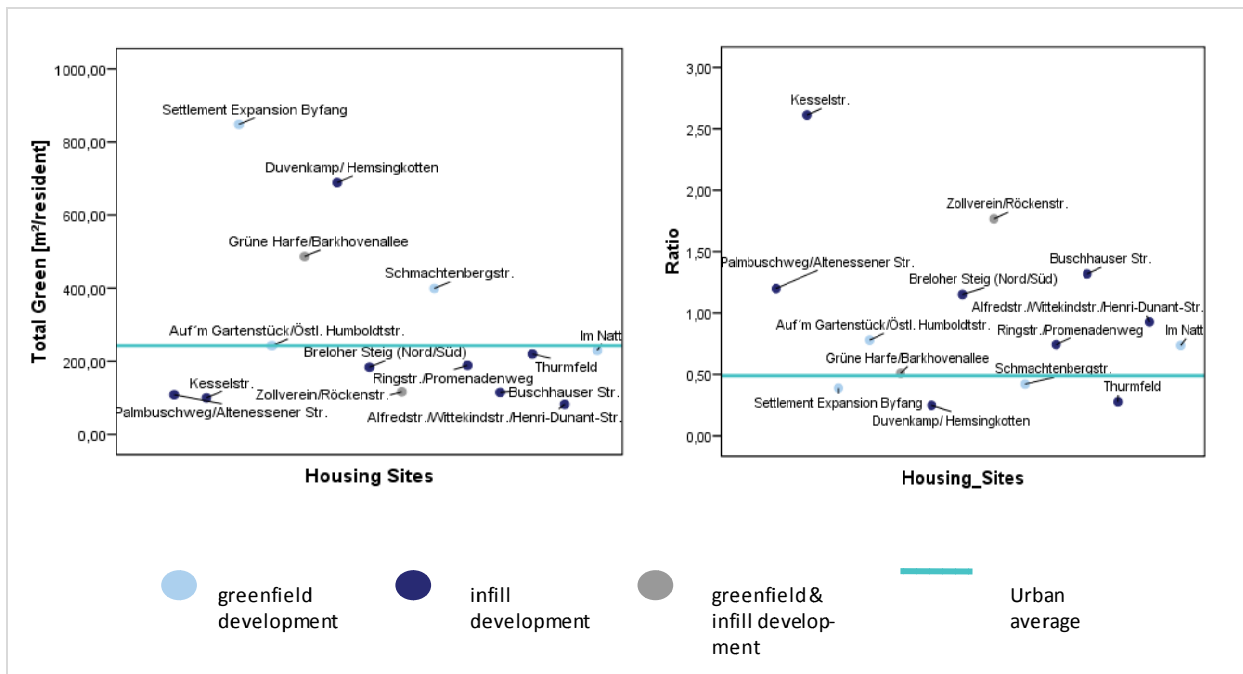 1000,00
800,00
600,00
400,00
200,00
0,00
Total Green [m²/resident]
Settlement Expansion Byfang
Duvenkamp/ Hemsingkotten
Grüne Harfe/Barkhovenallee
Schmachtenbergstr.
Auf´m Gartenstück/Östl. Humboldtstr.
Im Natt
Breloher Steig (Nord/Süd)
Thurmfeld
Ringstr./Promenadenweg
Kesselstr.
Zollverein/Röckenstr.
Buschhauser Str.
Palmbuschweg/Altenessener Str.
Alfredstr./Wittekindstr./Henri-Dunant-Str.
Housing Sites
3,00
2,50
2,00
1,50
1,00
0,50
0,00
Ratio
Kesselstr.
Zollverein/Röckenstr.
Buschhauser Str.
Palmbuschweg/Altenessener Str.
Breloher Steig (Nord/Süd)
Alfredstr./Wittekindstr./Henri-Dunant-Str.
Auf´m Gartenstück/Östl. Humboldtstr.
Ringstr./Promenadenweg
Im Natt
Grüne Harfe/Barkhovenallee
Schmachtenbergstr.
Thurmfeld
Settlement Expansion Byfang
Duvenkamp/ Hemsingkotten
Housing_Sites
greenfield
development
infill
development
greenfield &
infill develop-
ment
Urban
average